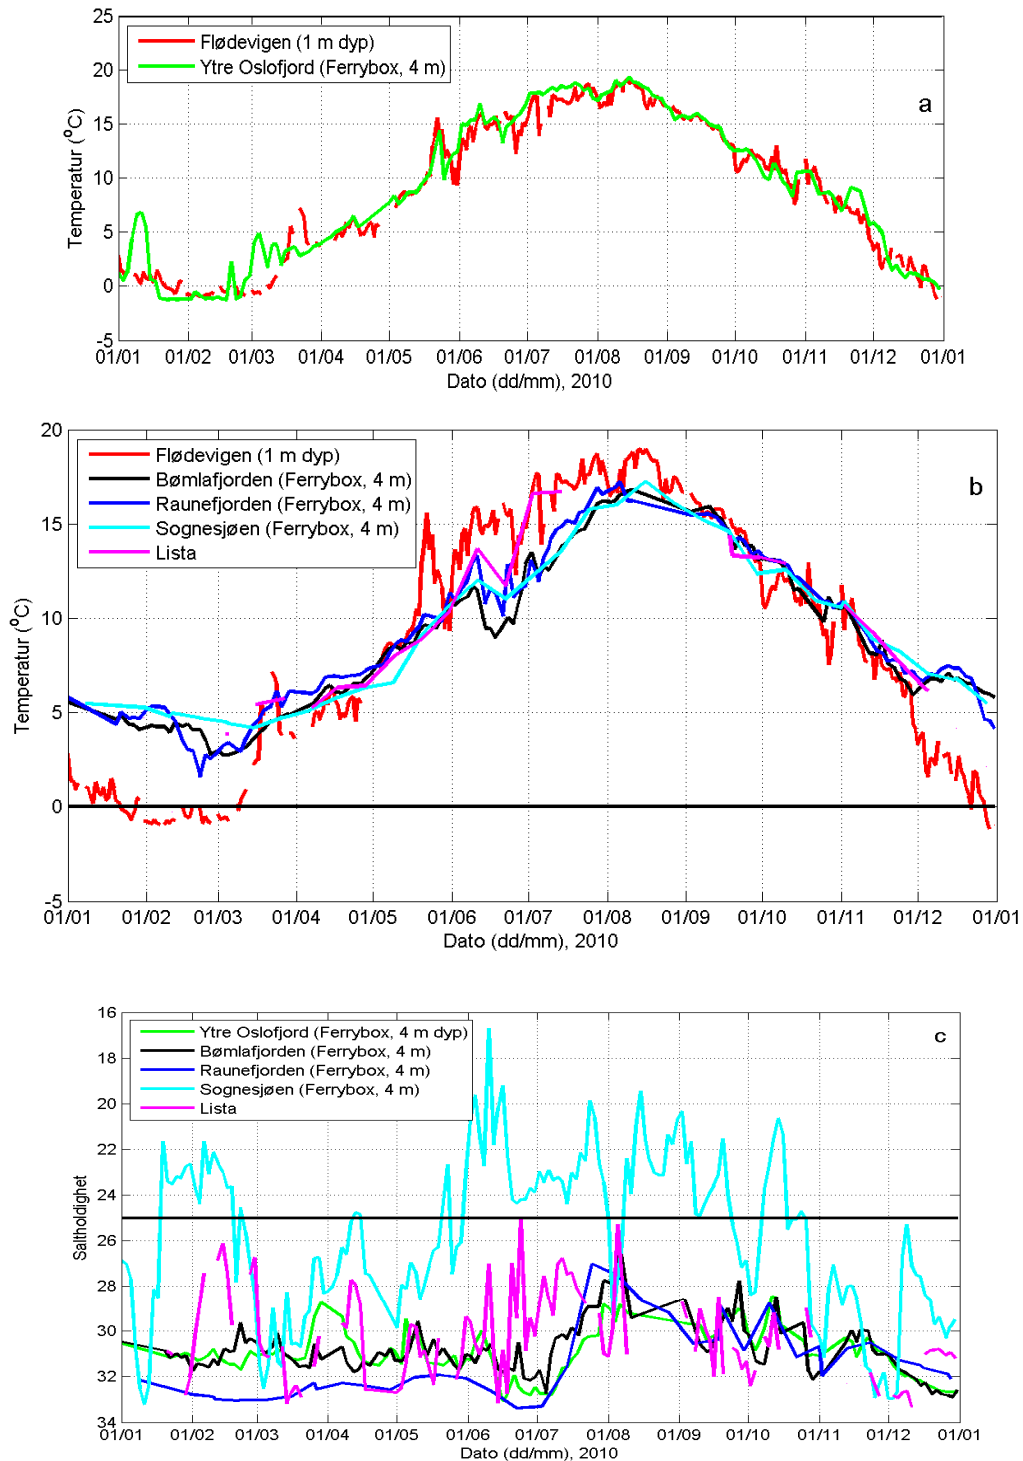 25
20
15
10
5
0
-5
Temperatur (°C)
Flødevigen (1 m dyp)
Ytre Oslofjord (Ferrybox, 4 m)
a
01/01 01/02 01/03 01/04 01/05 01/06 01/07 01/08 01/09 01/10 01/11 01/12 01/01
Dato (dd/mm), 2010
20
15
10
5
0
-5
Temperatur (°C)
Flødevigen (1 m dyp)
Bømlafjorden (Ferrybox, 4 m)
Raunefjorden (Ferrybox, 4 m)
Sognesjøen (Ferrybox, 4 m)
Lista
b
01/01 01/02 01/03 01/04 01/05 01/06 01/07 01/08 01/09 01/10 01/11 01/12 01/01
Dato (dd/mm), 2010
16
18
20
22
24
26
28
30
32
34
Saltholdighet
Ytre Oslofjord (Ferrybox, 4 m dyp)
Bømlafjorden (Ferrybox, 4 m)
Raunefjorden (Ferrybox, 4 m)
Sognesjøen (Ferrybox, 4 m)
Lista
c
01/01 01/02 01/03 01/04 01/05 01/06 01/07 01/08 01/09 01/10 01/11 01/12 01/01
Dato (dd/mm), 2010